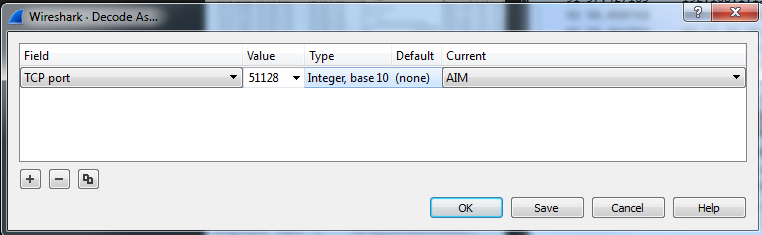 Wireshark · Decode As...
Field Value Type Default Current
TCP port 51128 Integer, base 10 (none) AIM
OK Save Cancel Help